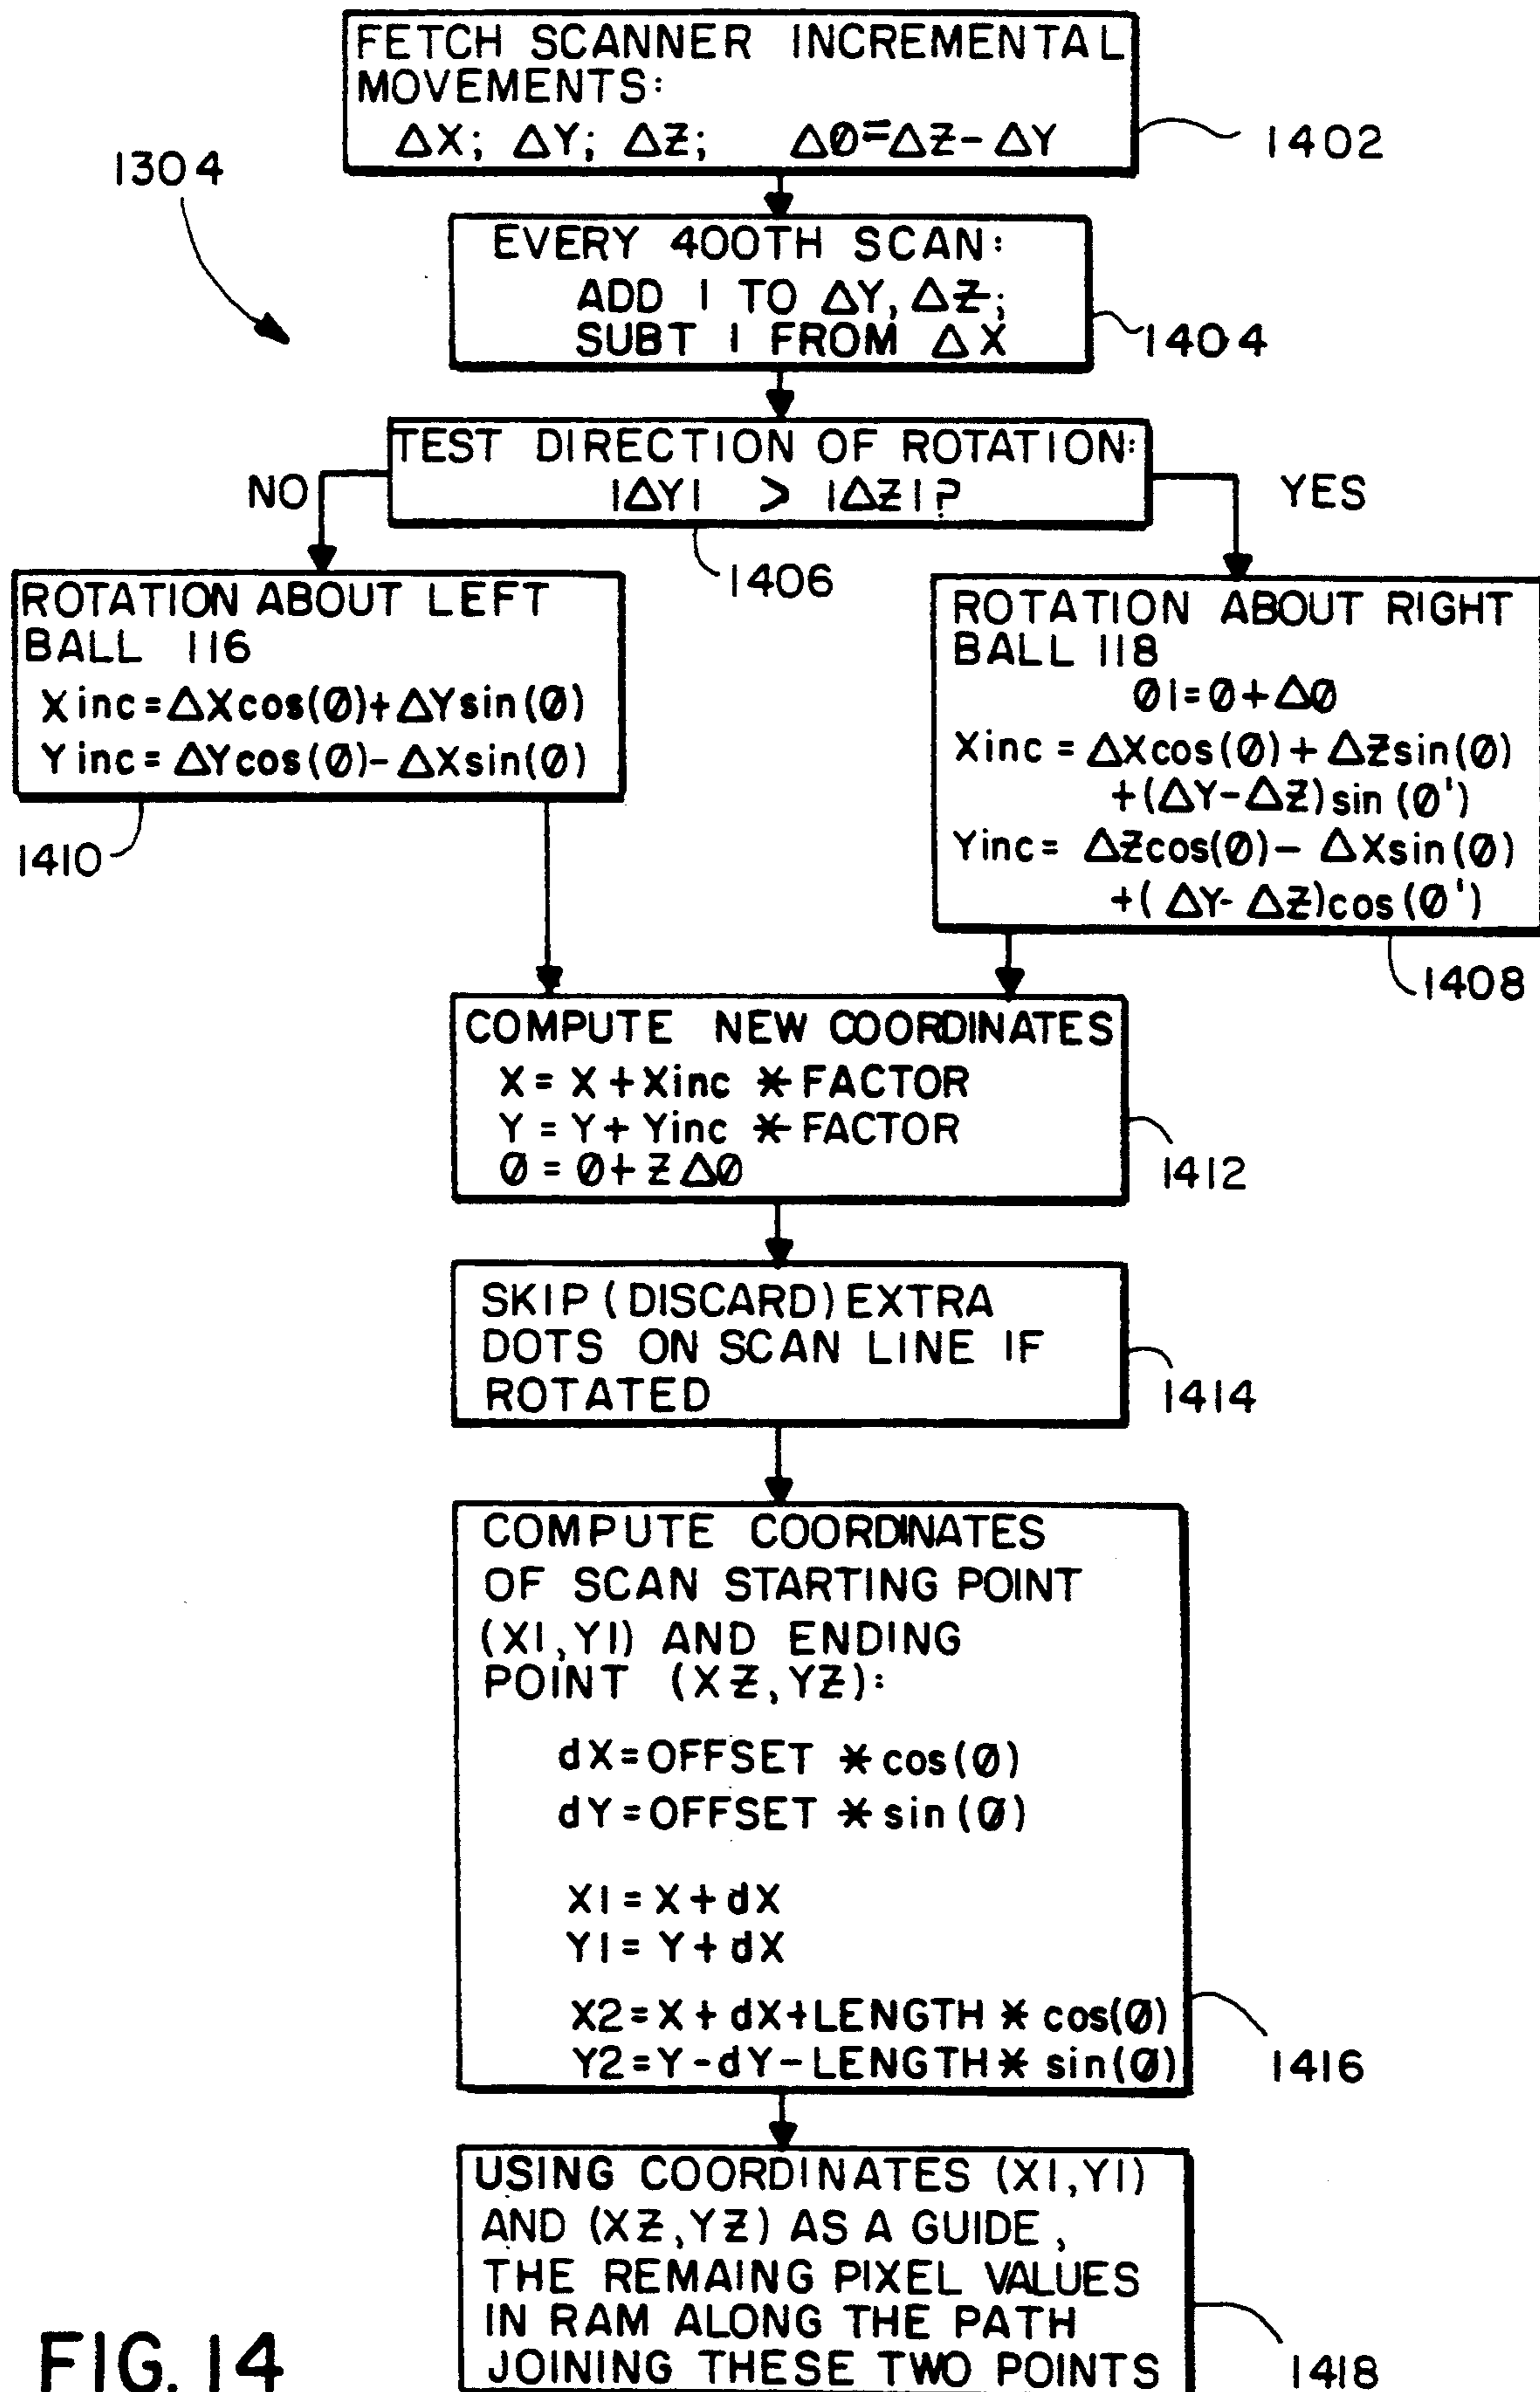 FETCH SCANNER INCREMENTAL
MOVEMENTS:
ΔX; ΔY; ΔZ; ΔØ=ΔZ-ΔY
1402
1304
EVERY 400TH SCAN:
ADD 1 TO ΔY, ΔZ;
SUBT 1 FROM ΔX
1404
TEST DIRECTION OF ROTATION:
|ΔY| > |ΔZ|?
NO
YES
1406
ROTATION ABOUT LEFT
BALL 116
Xinc=ΔXcos(Ø)+ΔYsin(Ø)
Yinc=ΔYcos(Ø)-ΔXsin(Ø)
1410
ROTATION ABOUT RIGHT
BALL 118
Ø1=Ø+ΔØ
Xinc=ΔXcos(Ø)+ΔZsin(Ø)
+(ΔY-ΔZ)sin(Ø')
Yinc=ΔZcos(Ø)-ΔXsin(Ø)
+(ΔY-ΔZ)cos(Ø')
1408
COMPUTE NEW COORDINATES
X=X+Xinc *FACTOR
Y=Y+Yinc *FACTOR
Ø=Ø+ZΔØ
1412
SKIP (DISCARD) EXTRA
DOTS ON SCAN LINE IF
ROTATED
1414
COMPUTE COORDINATES
OF SCAN STARTING POINT
(X1,Y1) AND ENDING
POINT (XZ,YZ):
dX=OFFSET *cos(Ø)
dY=OFFSET *sin(Ø)
X1=X+dX
Y1=Y+dX
X2=X+dX+LENGTH * cos(Ø)
Y2=Y-dY-LENGTH * sin(Ø)
1416
USING COORDINATES (X1,Y1)
AND (XZ,YZ) AS A GUIDE,
THE REMAING PIXEL VALUES
IN RAM ALONG THE PATH
JOINING THESE TWO POINTS
1418
FIG. 14